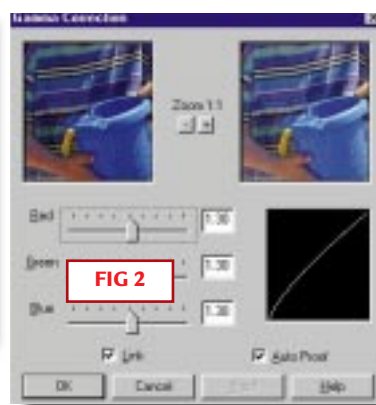 Gamma Correction
Zoom 1:1
- +
Red 1.30
Green 1.30
FIG 2
Blue 1.30
Link Auto Proof
OK Cancel Proof Help